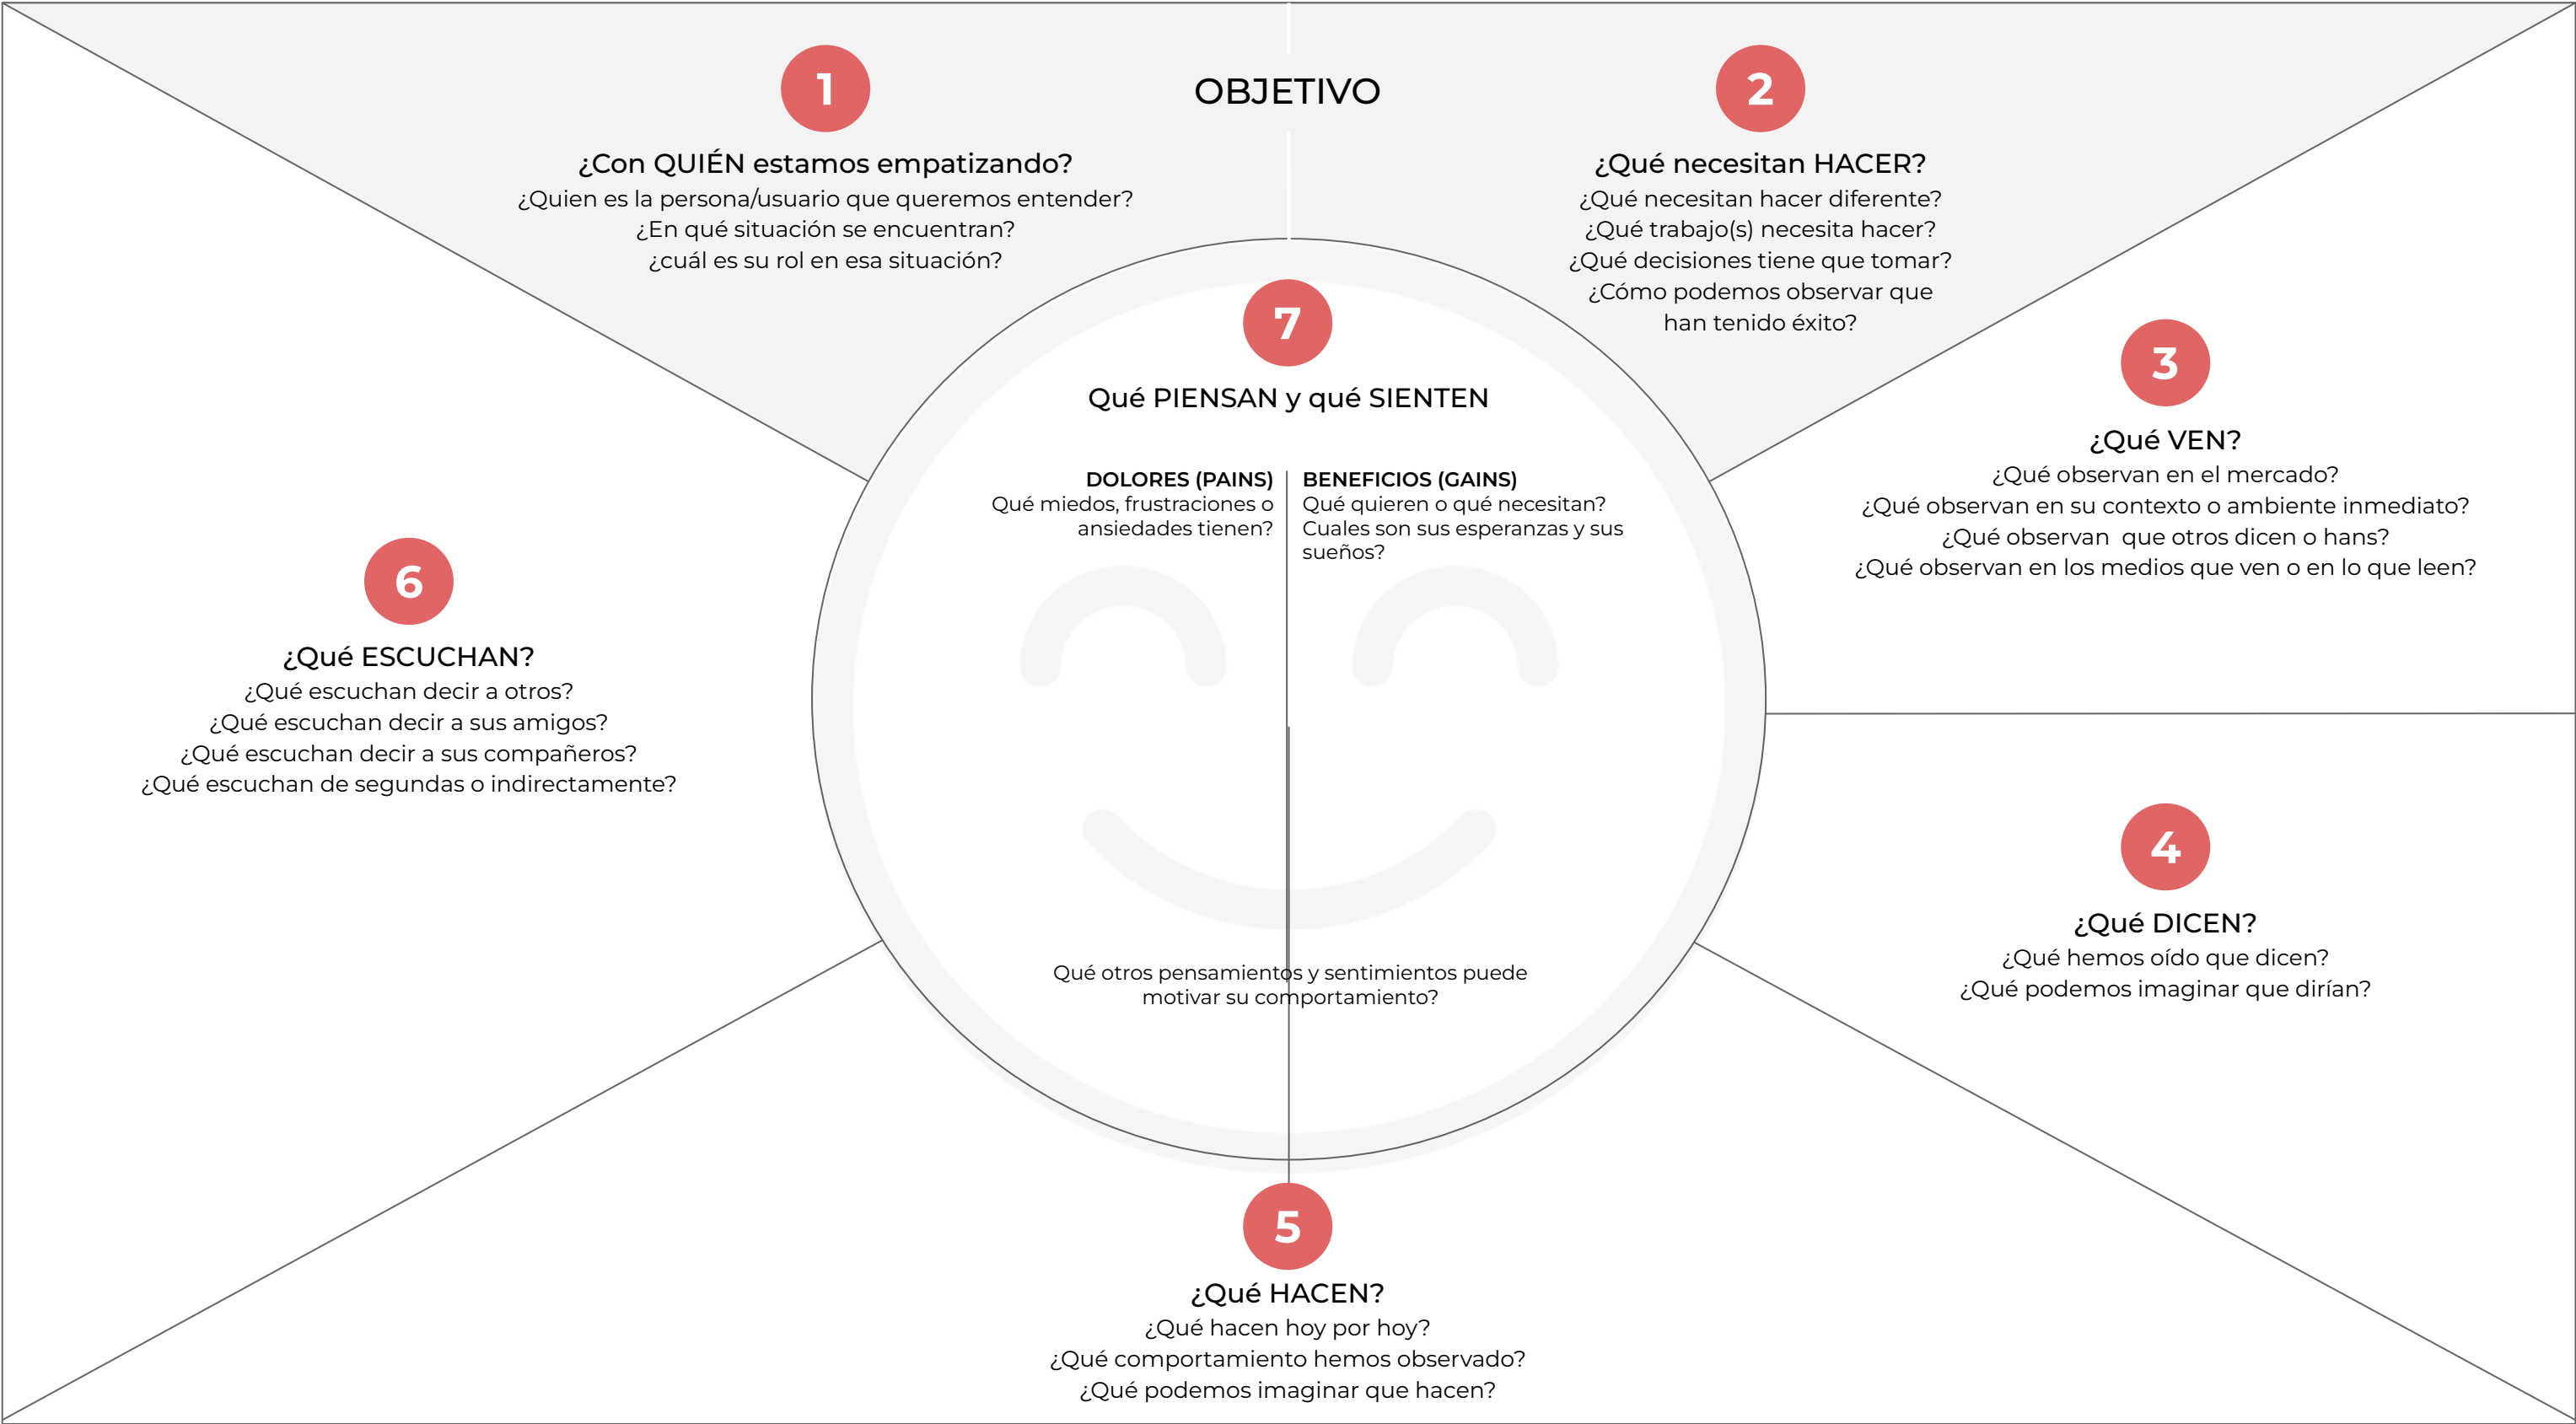 OBJETIVO
1
¿Con QUIÉN estamos empatizando?
¿Quien es la persona/usuario que queremos entender?
¿En qué situación se encuentran?
¿cuál es su rol en esa situación?
2
¿Qué necesitan HACER?
¿Qué necesitan hacer diferente?
¿Qué trabajo(s) necesita hacer?
¿Qué decisiones tiene que tomar?
¿Cómo podemos observar que
han tenido éxito?
3
¿Qué VEN?
¿Qué observan en el mercado?
¿Qué observan en su contexto o ambiente inmediato?
¿Qué observan que otros dicen o hans?
¿Qué observan en los medios que ven o en lo que leen?
4
¿Qué DICEN?
¿Qué hemos oído que dicen?
¿Qué podemos imaginar que dirían?
5
¿Qué HACEN?
¿Qué hacen hoy por hoy?
¿Qué comportamiento hemos observado?
¿Qué podemos imaginar que hacen?
6
¿Qué ESCUCHAN?
¿Qué escuchan decir a otros?
¿Qué escuchan decir a sus amigos?
¿Qué escuchan decir a sus compañeros?
¿Qué escuchan de segundas o indirectamente?
7
Qué PIENSAN y qué SIENTEN
DOLORES (PAINS)
Qué miedos, frustraciones o
ansiedades tienen?
BENEFICIOS (GAINS)
Qué quieren o qué necesitan?
Cuales son sus esperanzas y sus
sueños?
Qué otros pensamientos y sentimientos puede
motivar su comportamiento?